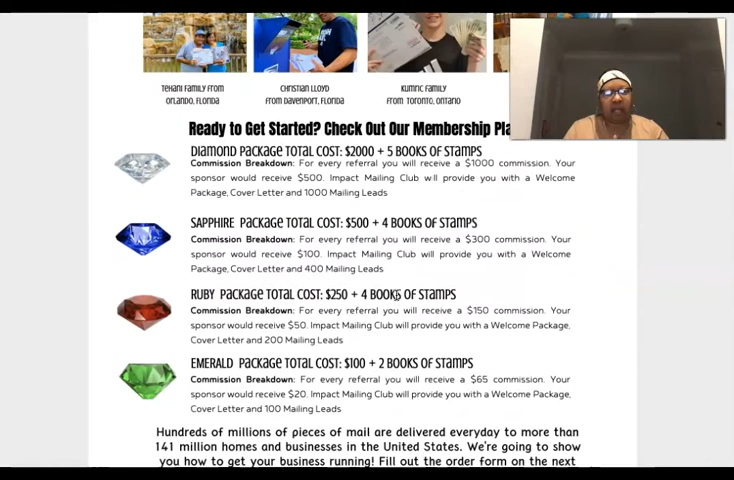 TEHANI FAMILY FROM
ORLANDO, FLORIDA
CHRISTIAN LLOYD
FROM DAVENPORT, FLORIDA
FAMILY
FROM TORONTO, ONTARIO
Ready to Get Started? Check Out Our Membership Pla
DIAMOND PACKAGE TOTAL COST: $2000 + 5 BOOKS OF STAMPS
Commission Breakdown: For every referral you will receive a $1000 commission. Your
sponsor would receive $500. Impact Mailing Club will provide you with a Welcome
Package, Cover Letter and 1000 Mailing Leads
SAPPHIRE PACKAGE TOTAL COST: $500 + 4 BOOKS OF STAMPS
Commission Breakdown: For every referral you will receive a $300 commission. Your
sponsor would receive $100. Impact Mailing Club will provide you with a Welcome
Package, Cover Letter and 400 Mailing Leads
RUBY PACKAGE TOTAL COST: $250 + 4 BOOKS OF STAMPS
Commission Breakdown: For every referral you will receive a $150 commission. Your
sponsor would receive $50. Impact Mailing Club will provide you with a Welcome Package,
Cover Letter and 200 Mailing Leads
EMERALD PACKAGE TOTAL COST: $100 + 2 BOOKS OF STAMPS
Commission Breakdown: For every referral you will receive a $65 commission. Your
sponsor would receive $20. Impact Mailing Club will provide you with a Welcome Package,
Cover Letter and 100 Mailing Leads
Hundreds of millions of pieces of mail are delivered everyday to more than
141 million homes and businesses in the United States. We're going to show
you how to get your business running! Fill out the order form on the next